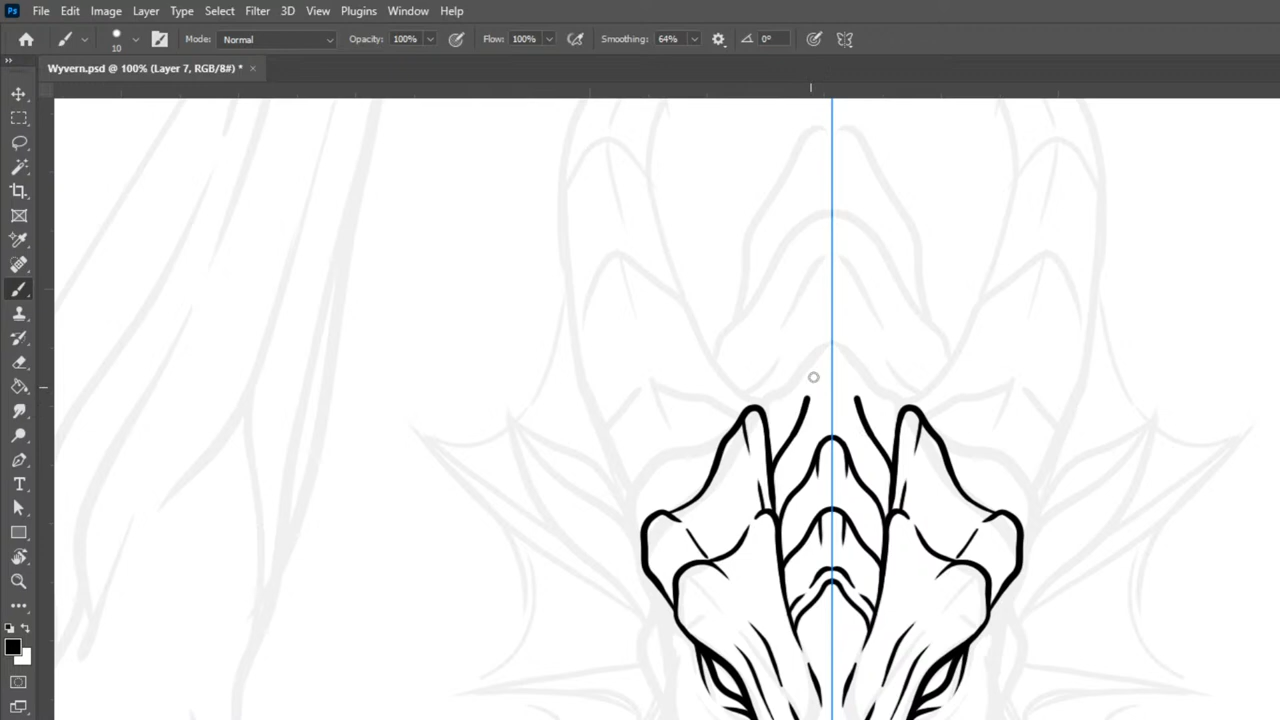 Ps File Edit Image Layer Type Select Filter 3D View Plugins Window Help
10 Mode: Normal Opacity: 100% Flow: 100% Smoothing: 64% 0°
Wyvern.psd @ 100% (Layer 7, RGB/8#) * ×